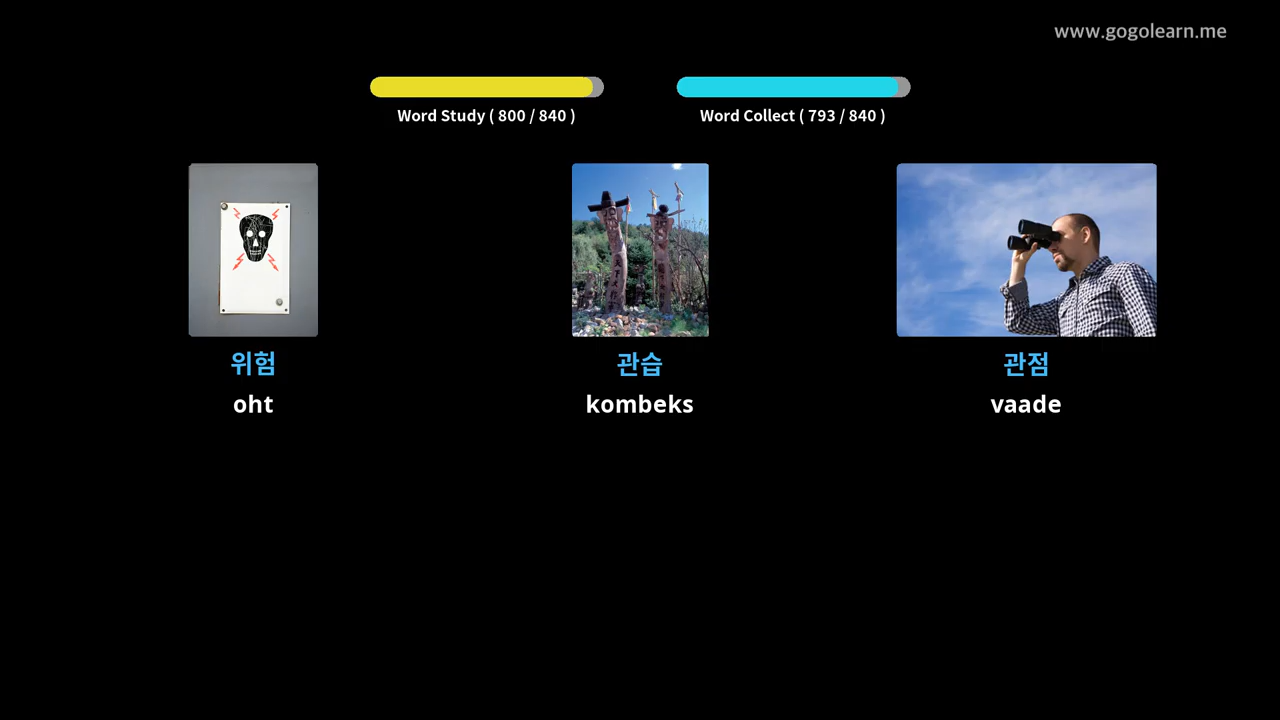 www.gogolearn.me
Word Study ( 800 / 840 )
Word Collect ( 793 / 840 )
위험
관습
관점
oht
kombeks
vaade